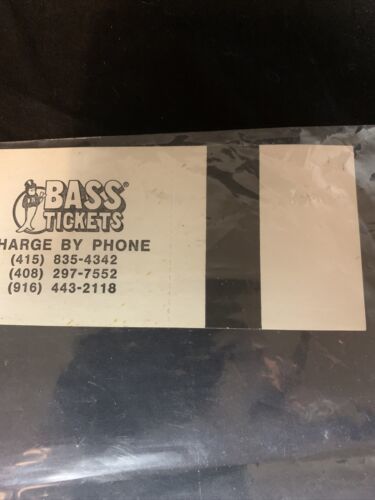 BASS®
TICKETS
HARGE BY PHONE
(415) 835-4342
(408) 297-7552
(916) 443-2118